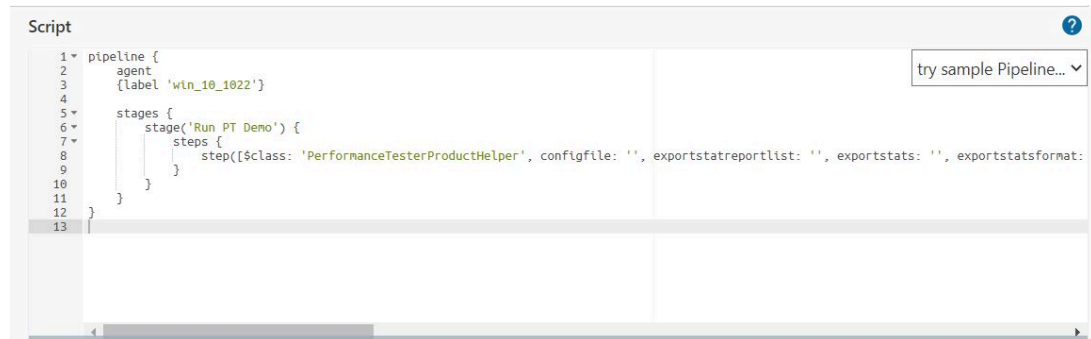 Script
try sample Pipeline...
1 pipeline {
2     agent
3     {label 'win_10_1022'}
4
5     stages {
6         stage('Run PT Demo') {
7             steps {
8                 step([$class: 'PerformanceTesterProductHelper', configfile: '', exportstatreportlist: '', exportstats: '', exportstatsformat:
9             }
10         }
11     }
12 }
13